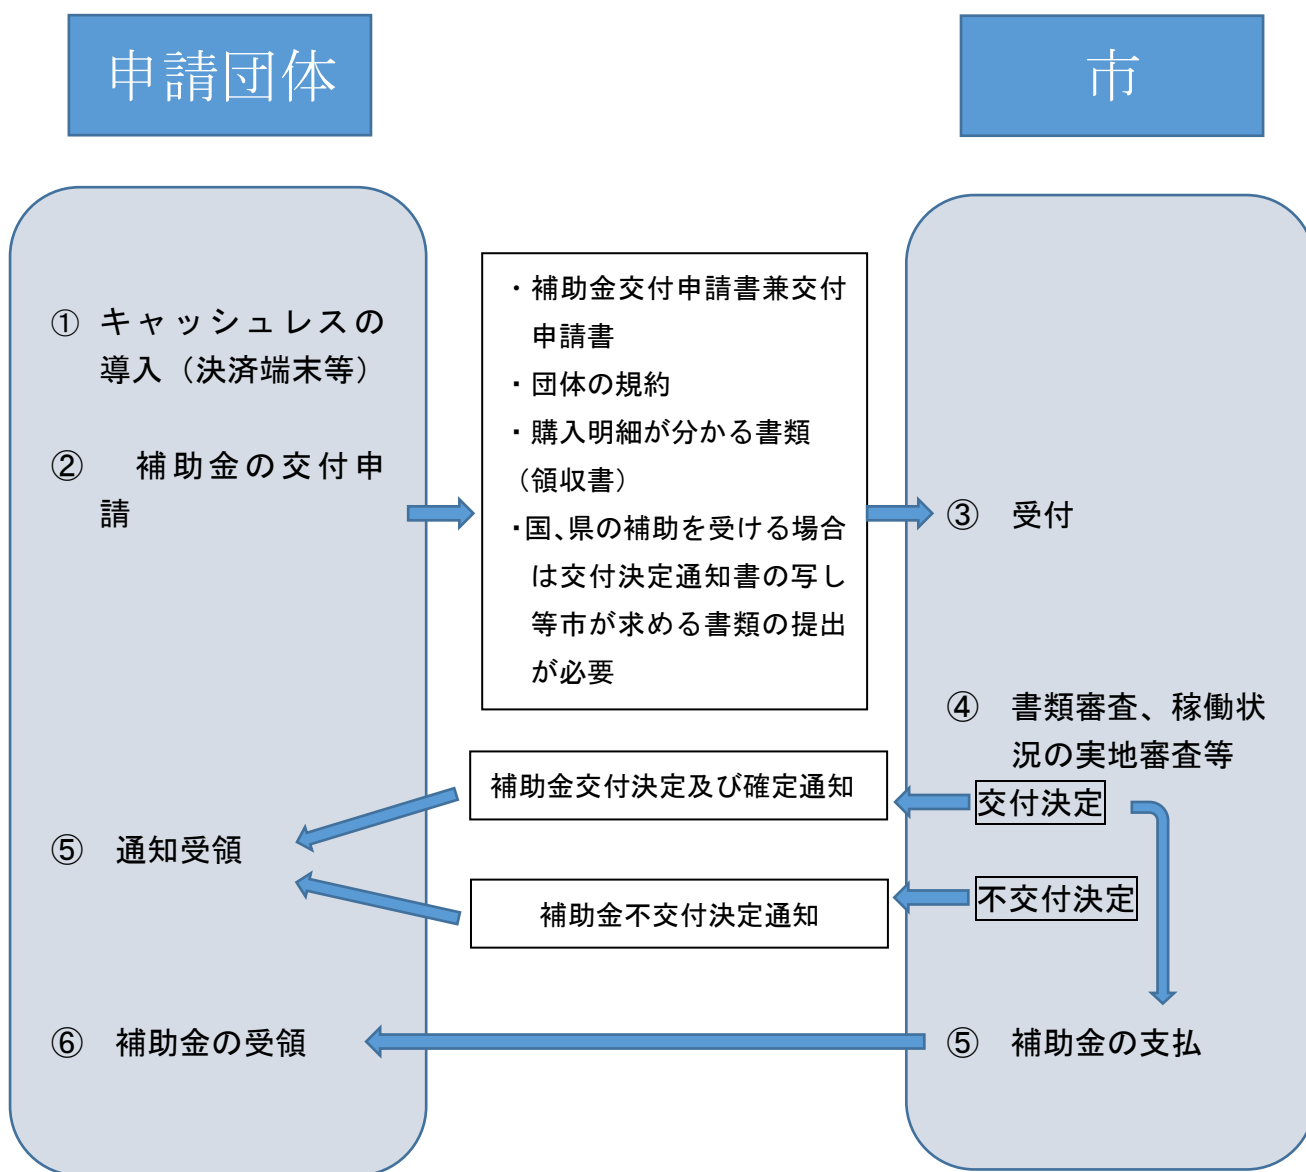 申請団体
市
① キャッシュレスの
導入（決済端末等）
②　補助金の交付申
請
・補助金交付申請書兼交付
申請書
・団体の規約
・購入明細が分かる書類
（領収書）
・国、県の補助を受ける場合
は交付決定通知書の写し
等市が求める書類の提出
が必要
③　受付
④　書類審査、稼働状
況の実地審査等
補助金交付決定及び確定通知
交付決定
⑤　通知受領
補助金不交付決定通知
不交付決定
⑥　補助金の受領
⑤　補助金の支払